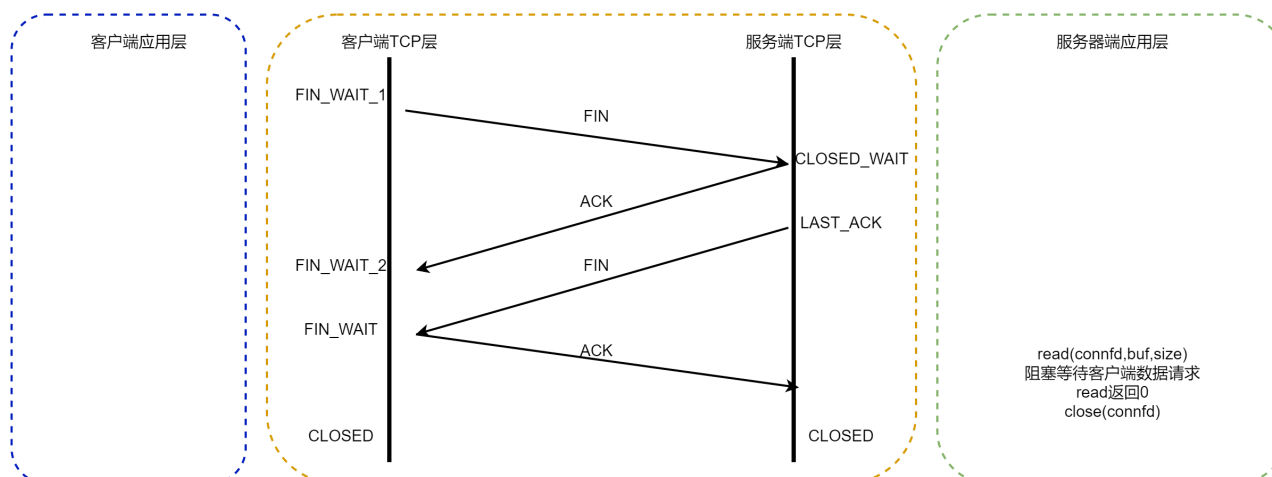 客户端应用层
客户端TCP层
服务端TCP层
服务器端应用层
FIN_WAIT_1
FIN
CLOSED_WAIT
ACK
LAST_ACK
FIN_WAIT_2
FIN
FIN_WAIT
ACK
read(connfd,buf,size)
阻塞等待客户端数据请求
read返回0
close(connfd)
CLOSED
CLOSED